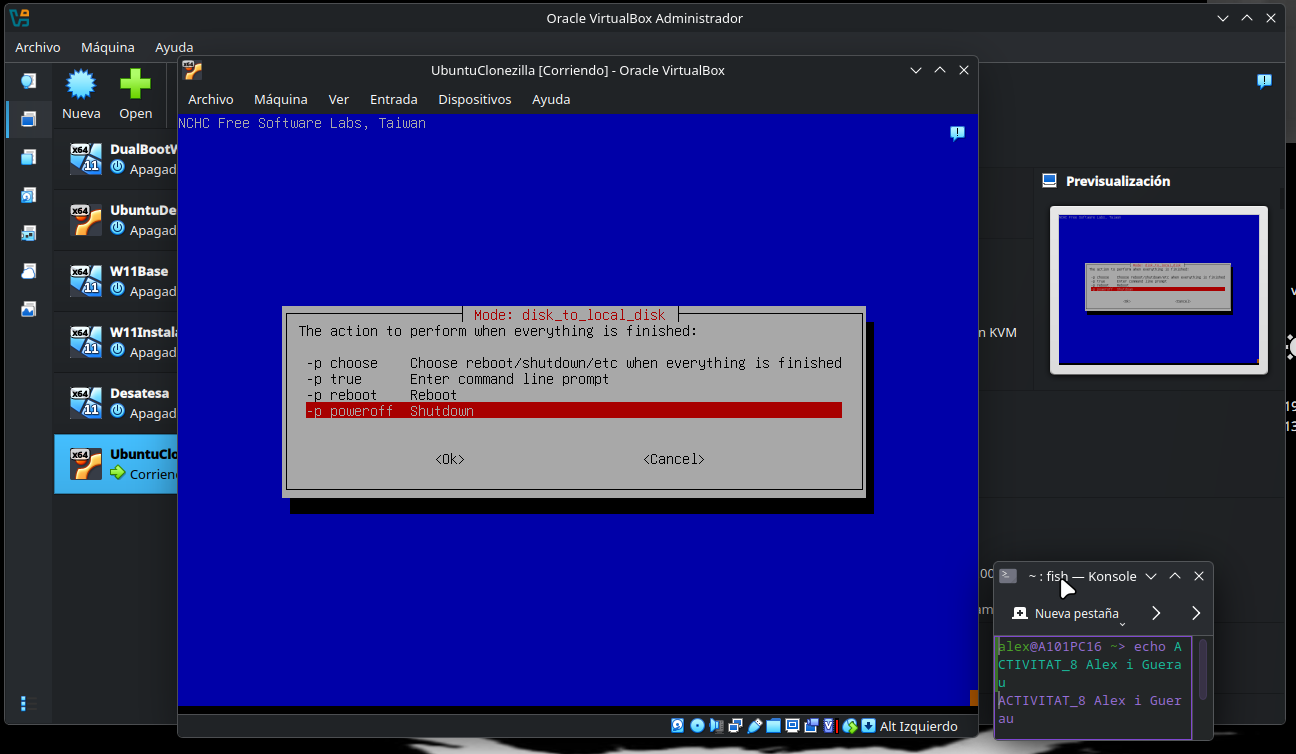 Oracle VirtualBox Administrador
Archivo Máquina Ayuda
Nueva Open
DualBootW
Apagad
UbuntuDe
Apagad
W11Base
Apagad
W11Instala
Apagad
Desatesa
Apagad
UbuntuClo
Corrien
UbuntuClonezilla [Corriendo] - Oracle VirtualBox
Archivo Máquina Ver Entrada Dispositivos Ayuda
NCHC Free Software Labs, Taiwan
Mode: disk_to_local_disk
The action to perform when everything is finished:
-p choose Choose reboot/shutdown/etc when everything is finished
-p true Enter command line prompt
-p reboot Reboot
-p poweroff Shutdown
<Ok> <Cancel>
Alt Izquierdo
Previsualización
n KVM
~ : fish — Konsole
Nueva pestaña
alex@A101PC16 ~> echo A
CTIVITAT_8 Alex i Guera
u
ACTIVITAT_8 Alex i Guer
au